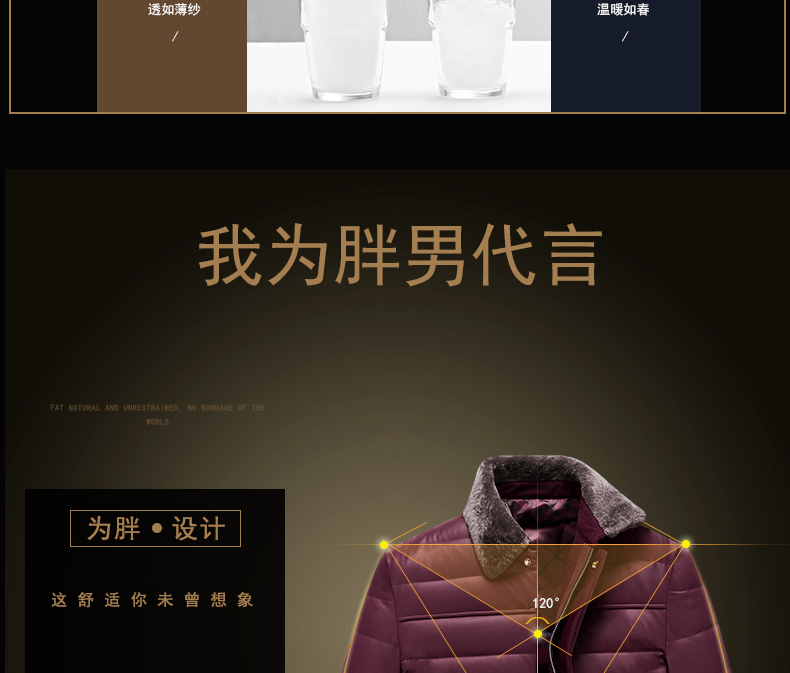 透如薄纱
/
温暖如春
/
我为胖男代言
FAT NATURAL AND UNRESTRAINED, NO BONDAGE OF THE
WORLD
为胖●设计
这舒适你未曾想象
120°